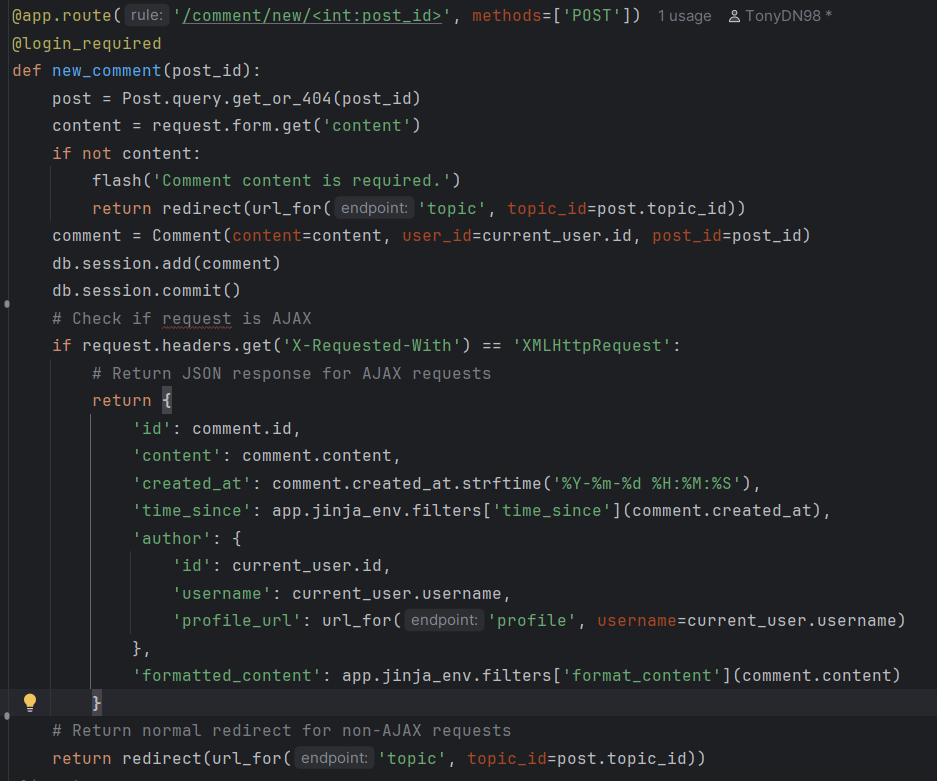 @app.route( rule: '/comment/new/<int:post_id>', methods=['POST']) 1 usage TonyDN98 *
@login_required
def new_comment(post_id):
    post = Post.query.get_or_404(post_id)
    content = request.form.get('content')
    if not content:
        flash('Comment content is required.')
        return redirect(url_for( endpoint: 'topic', topic_id=post.topic_id))
    comment = Comment(content=content, user_id=current_user.id, post_id=post_id)
    db.session.add(comment)
    db.session.commit()
    # Check if request is AJAX
    if request.headers.get('X-Requested-With') == 'XMLHttpRequest':
        # Return JSON response for AJAX requests
        return {
            'id': comment.id,
            'content': comment.content,
            'created_at': comment.created_at.strftime('%Y-%m-%d %H:%M:%S'),
            'time_since': app.jinja_env.filters['time_since'](comment.created_at),
            'author': {
                'id': current_user.id,
                'username': current_user.username,
                'profile_url': url_for( endpoint: 'profile', username=current_user.username)
            },
            'formatted_content': app.jinja_env.filters['format_content'](comment.content)
        }
    # Return normal redirect for non-AJAX requests
    return redirect(url_for( endpoint: 'topic', topic_id=post.topic_id))